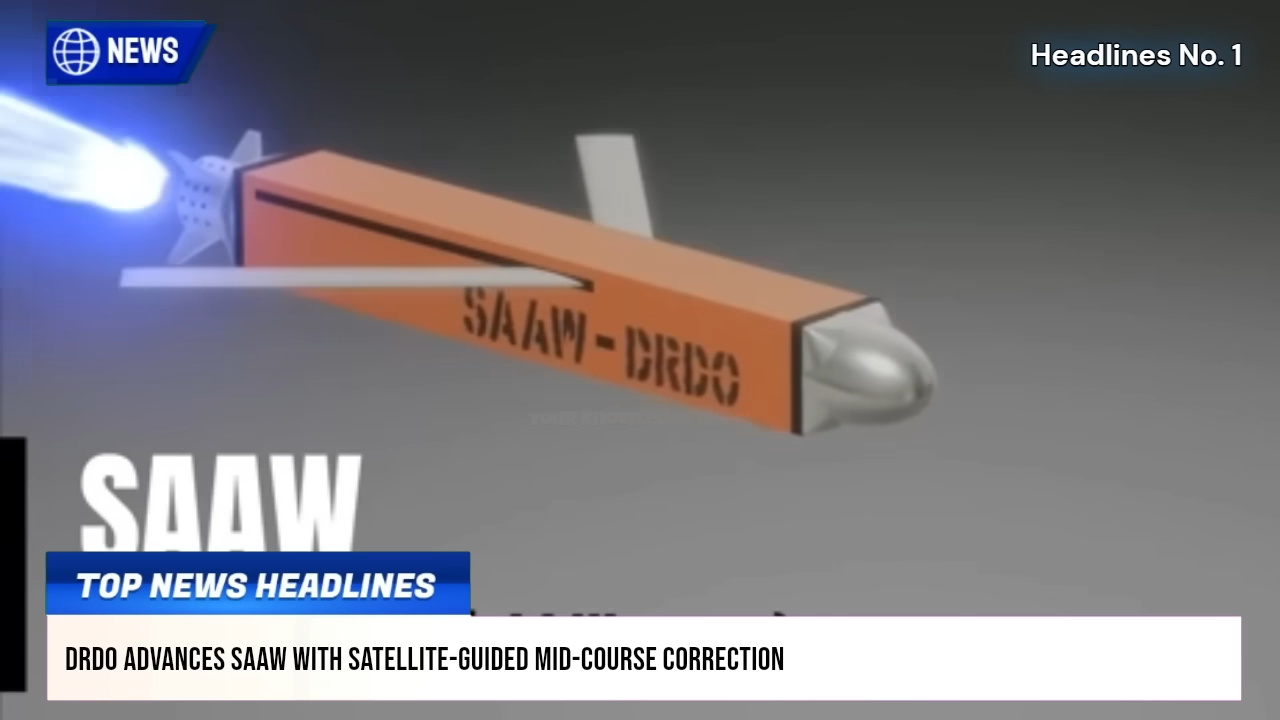 NEWS
Headlines No. 1
SAAW-DRDO
SAAW
TOP NEWS HEADLINES
DRDO ADVANCES SAAW WITH SATELLITE-GUIDED MID-COURSE CORRECTION